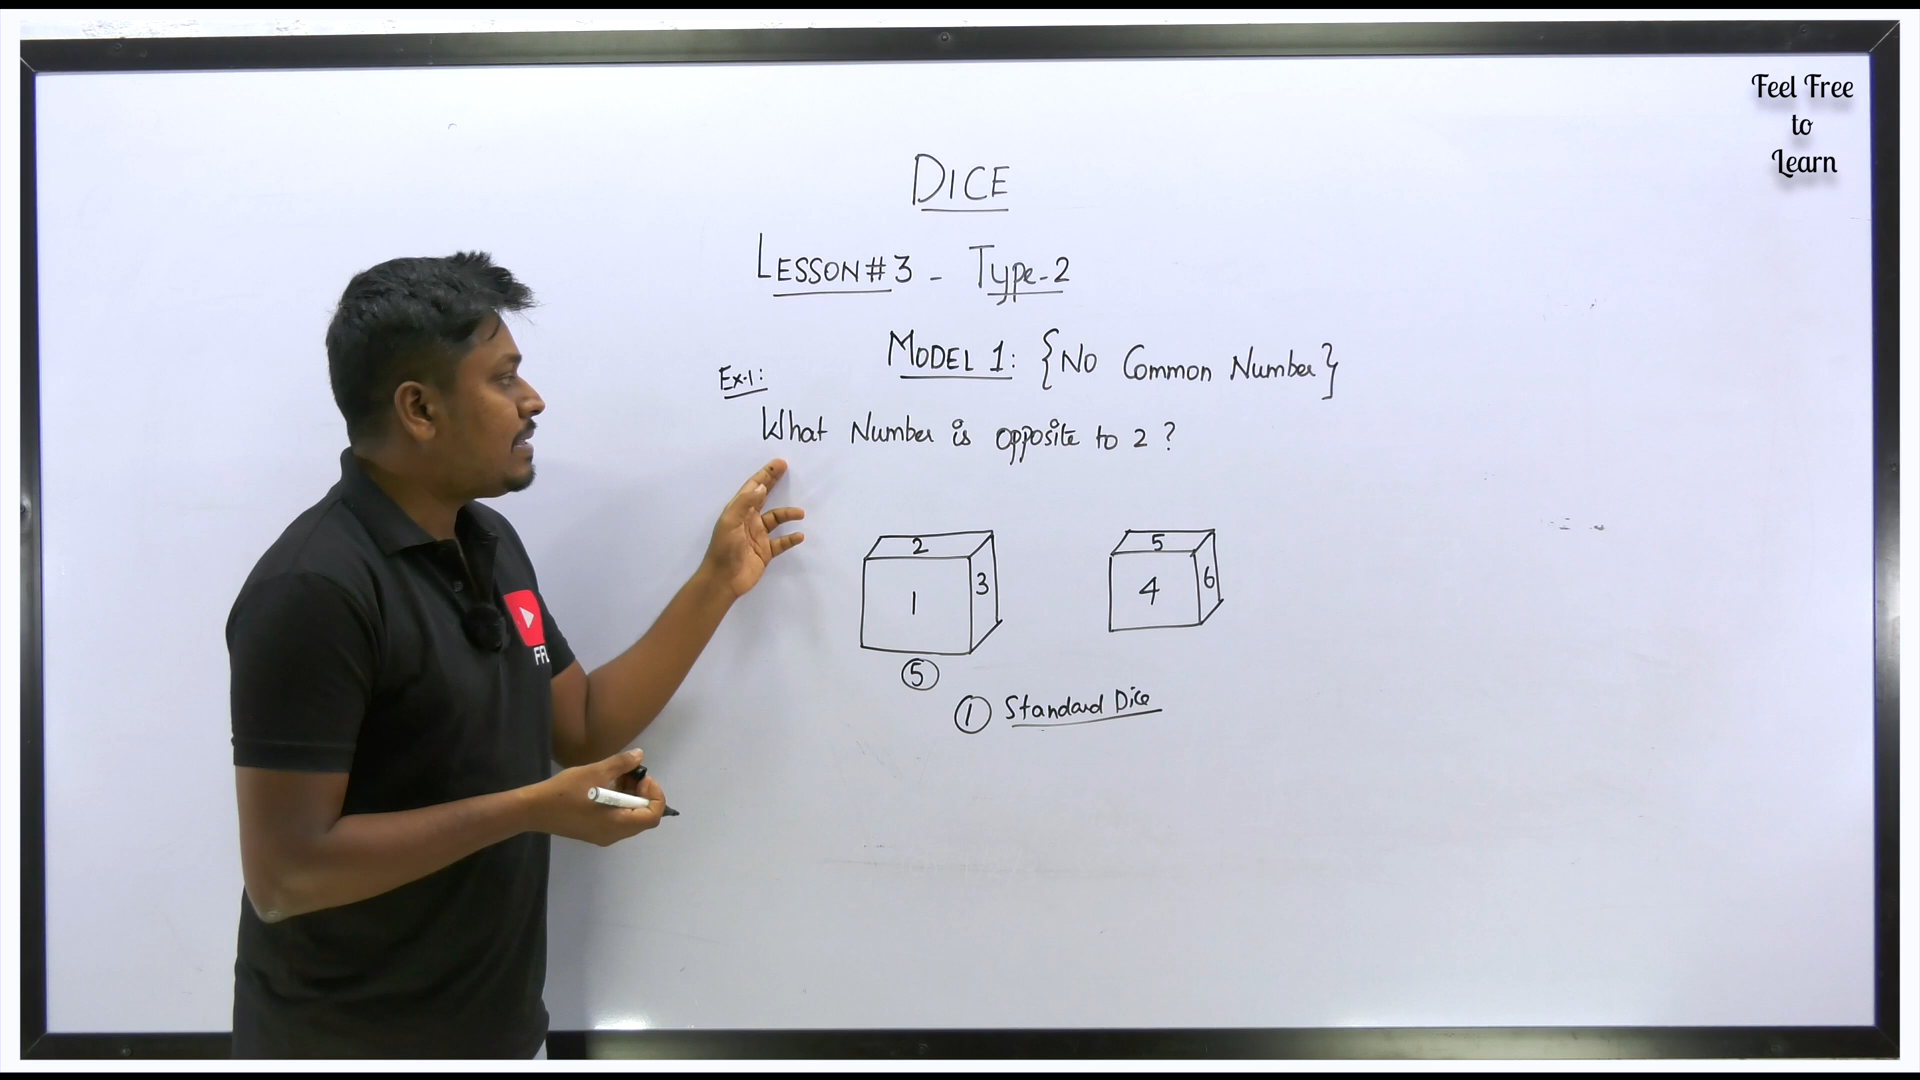 Feel Free
to
Learn
DICE
LESSON#3 - Type-2
MODEL 1: {No Common Number}
Ex-1:
What Number is opposite to 2 ?
2
1
3
5
4
6
5
1 Standard Dice